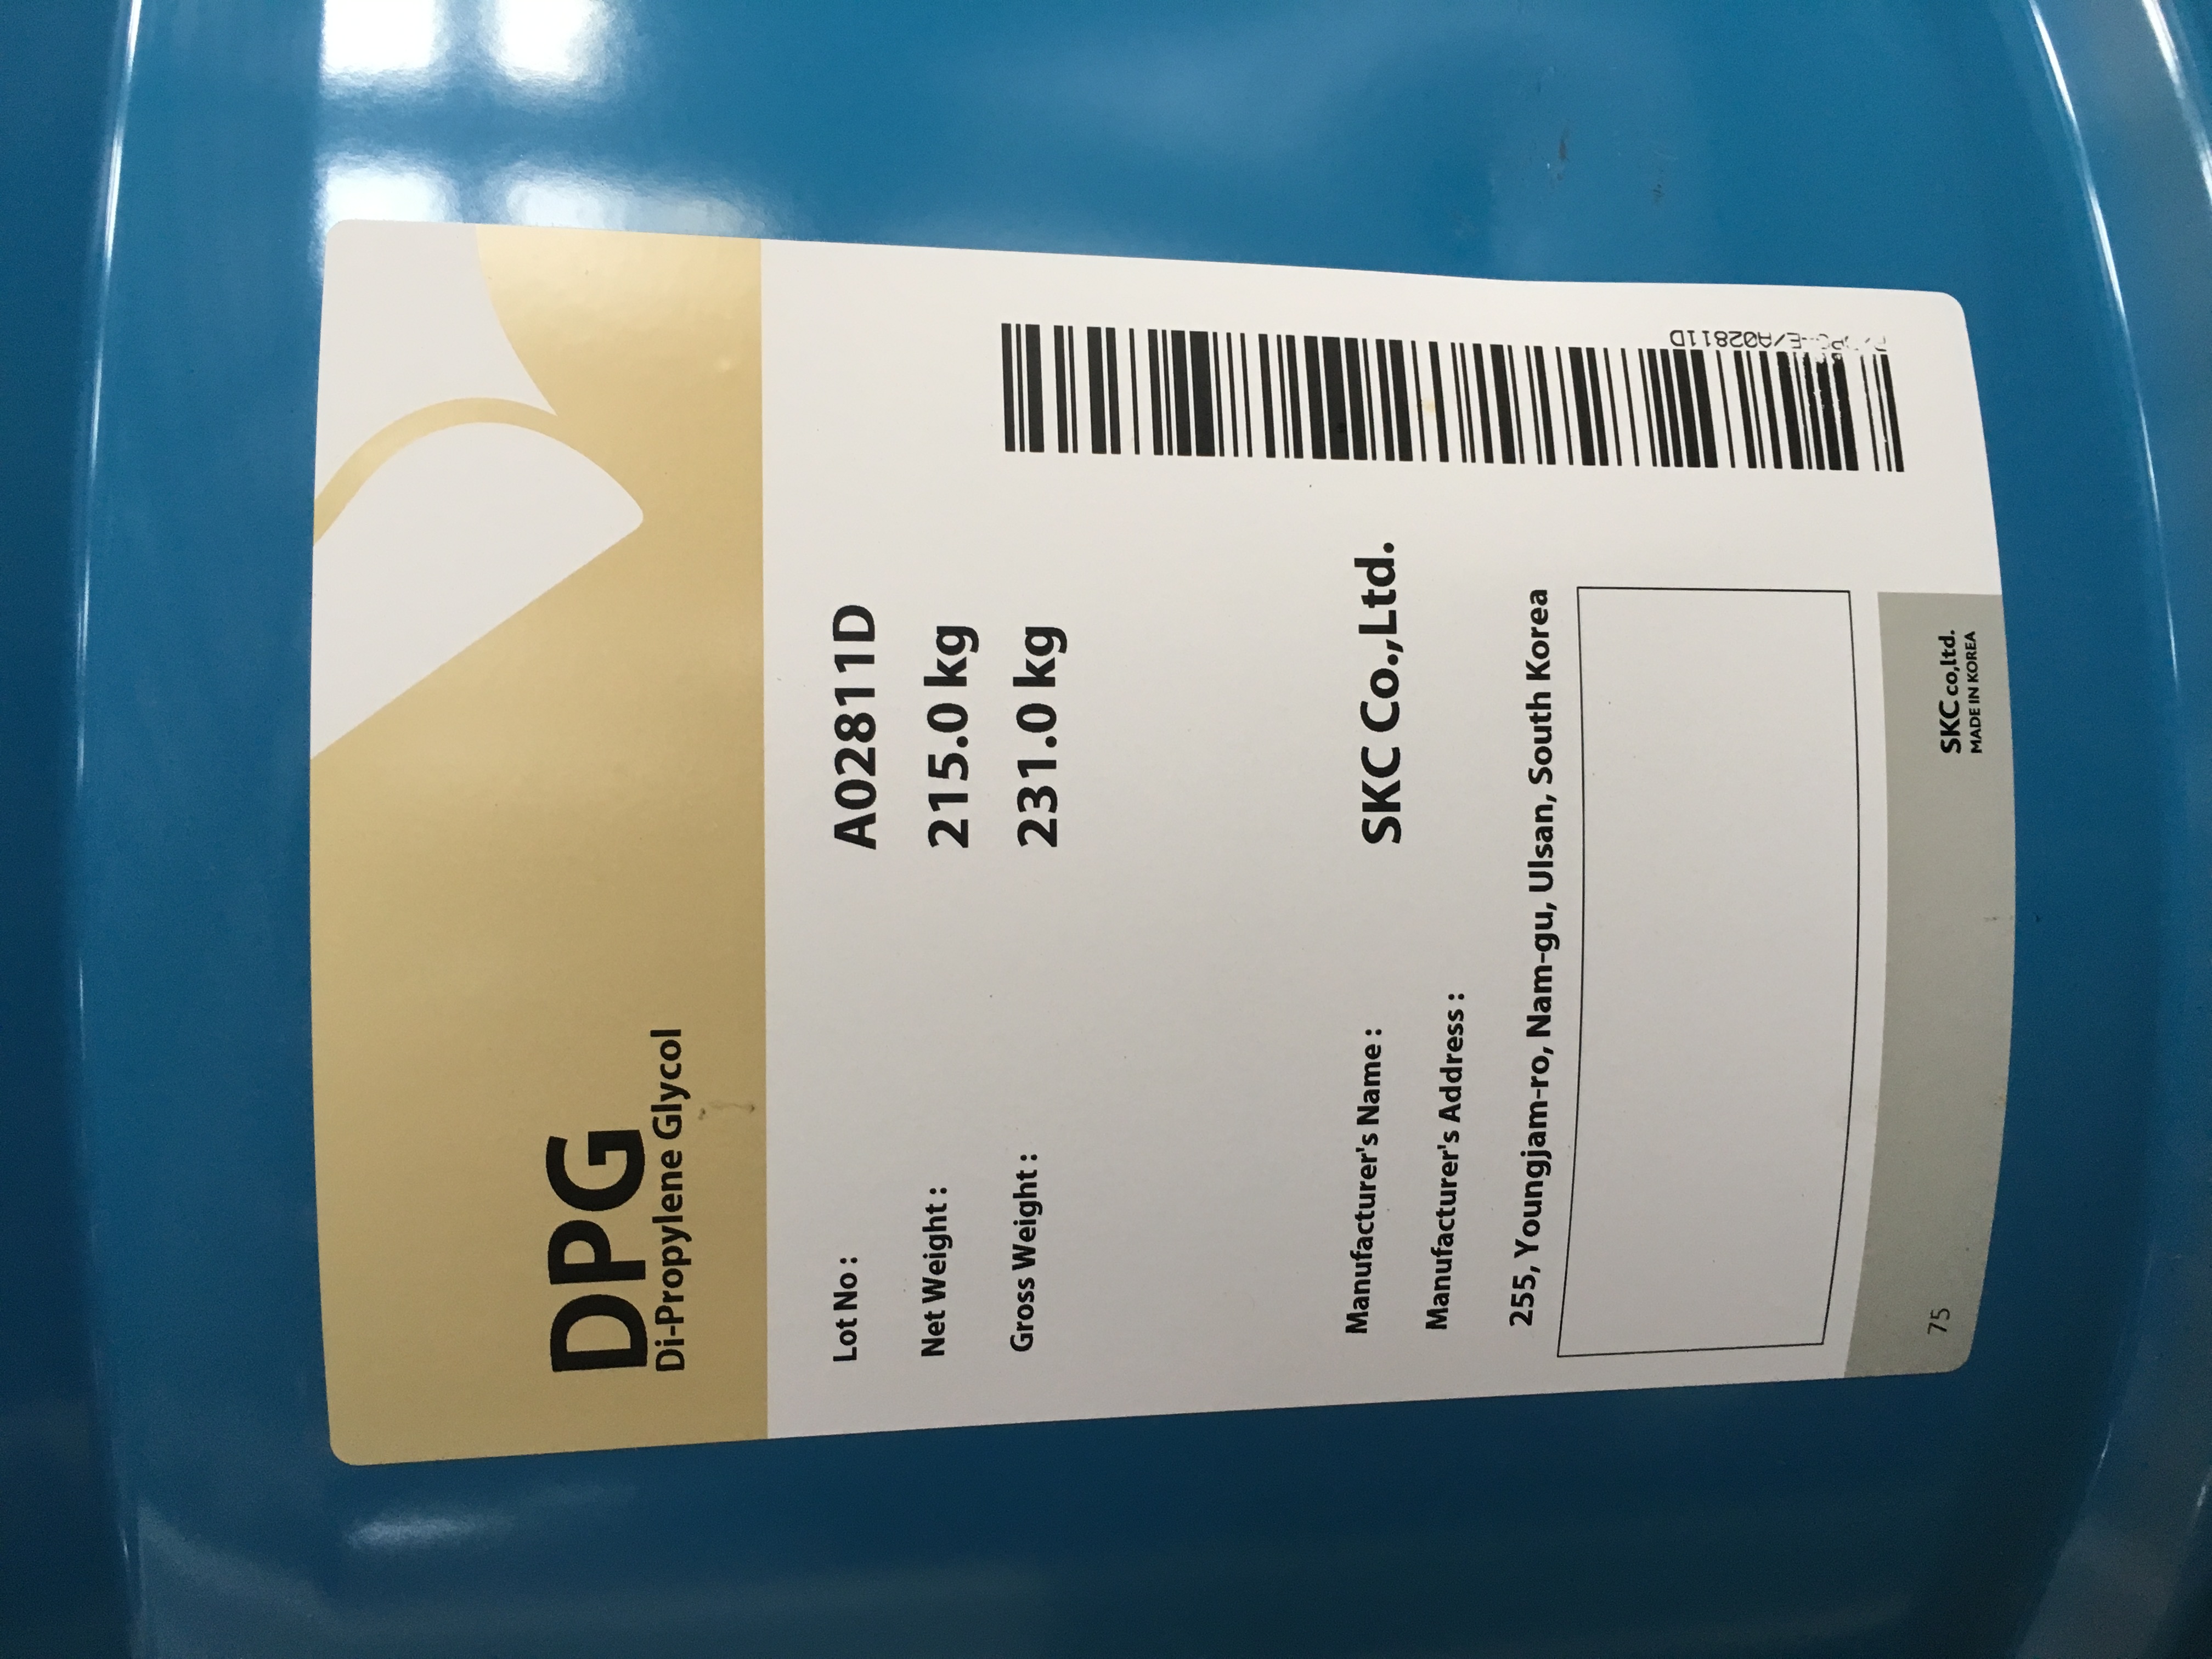 DPG
Di-Propylene Glycol
Lot No : A02811D
Net Weight : 215.0 kg
Gross Weight : 231.0 kg
Manufacturer's Name : SKC Co.,Ltd.
Manufacturer's Address :
255, Youngjam-ro, Nam-gu, Ulsan, South Korea
E/A02811D
75
SKC co,ltd.
MADE IN KOREA